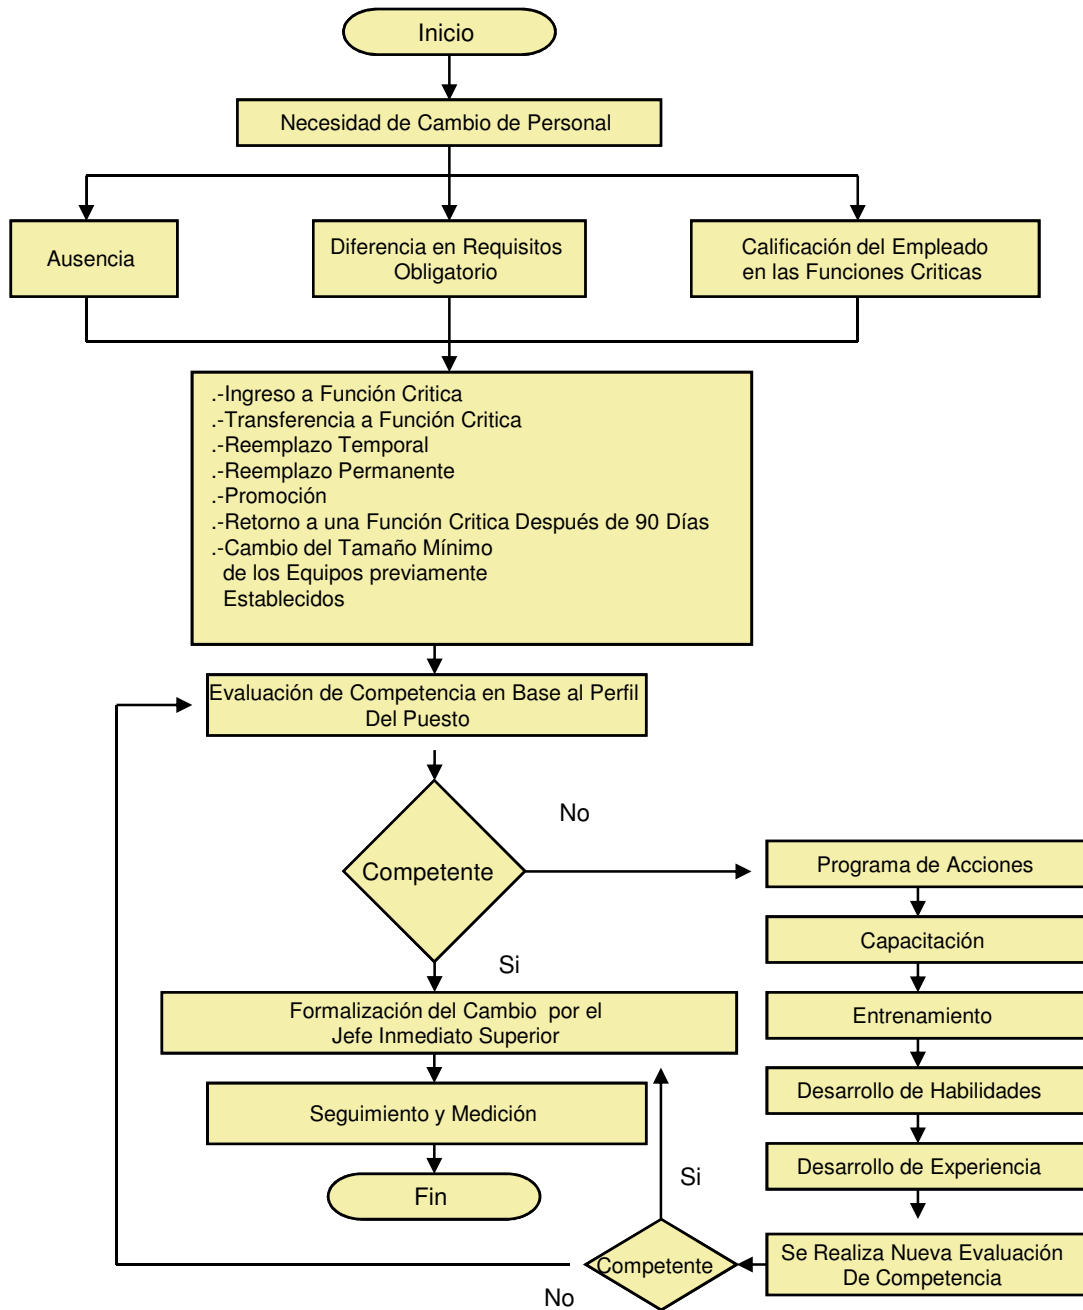 Inicio
Necesidad de Cambio de Personal
Ausencia
Diferencia en Requisitos
Obligatorio
Calificación del Empleado
en las Funciones Criticas
.-Ingreso a Función Critica
.-Transferencia a Función Critica
.-Reemplazo Temporal
.-Reemplazo Permanente
.-Promoción
.-Retorno a una Función Critica Después de 90 Días
.-Cambio del Tamaño Mínimo
de los Equipos previamente
Establecidos
Evaluación de Competencia en Base al Perfil
Del Puesto
Competente
No
Si
Programa de Acciones
Capacitación
Entrenamiento
Desarrollo de Habilidades
Desarrollo de Experiencia
Se Realiza Nueva Evaluación
De Competencia
Competente
Si
No
Formalización del Cambio por el
Jefe Inmediato Superior
Seguimiento y Medición
Fin